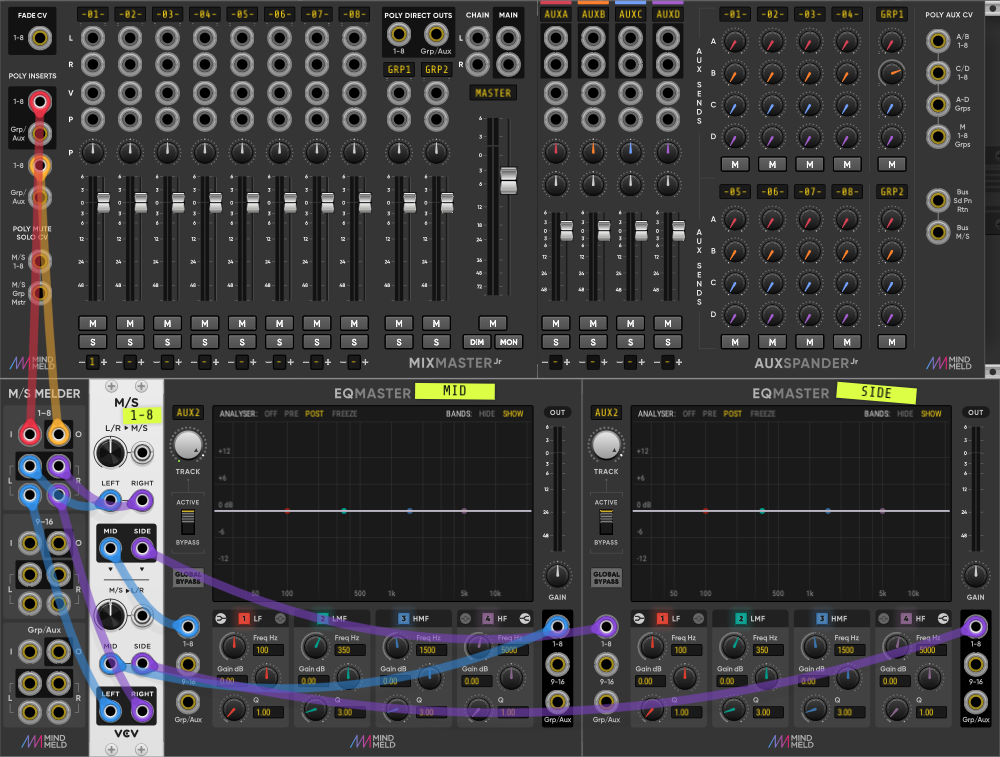 FADE CV
1-8
POLY INSERTS
1-8
Grp/
Aux
1-8
Grp/
Aux
POLY MUTE
SOLO CV
M/S
1-8
M/S
Grp
Mstr
MIND
MELD
-01- -02- -03- -04- -05- -06- -07- -08-
L
R
V
P
P
POLY DIRECT OUTS
1-8 Grp/Aux
GRP1 GRP2
CHAIN MAIN
L
R
MASTER
M M M M M M M M M M M
S S S S S S S S S S DIM MON
1
MIXMASTER Jr
AUXA AUXB AUXC AUXD
M M M M
S S S S
AUX SENDS
-01- -02- -03- -04- GRP1
A
B
C
D
M M M M M
-05- -06- -07- -08- GRP2
AUX SENDS
A
B
C
D
M M M M M
AUXSPANDER Jr
POLY AUX CV
A/B
1-8
C/D
1-8
A-D
Grps
M
1-8
Grps
Bus
Sd Pn
Rtn
Bus
M/S
MIND
MELD
M/S MELDER
1-8
I O
L R
9-16
I O
L R
Grp/Aux
I O
L R
MIND
MELD
M/S
1-8
L/R M/S
LEFT RIGHT
MID SIDE
M/S L/R
MID SIDE
LEFT RIGHT
VCV
EQMASTER
MID
AUX2
TRACK
ACTIVE
BYPASS
GLOBAL
BYPASS
1-8
9-16
Grp/Aux
ANALYSER: OFF PRE POST FREEZE BANDS: HIDE SHOW
+12
+6
0 dB
-6
-12
50 100 500 1k 5k 10k
OUT
GAIN
1 LF 2 LMF 3 HMF 4 HF
Freq Hz Freq Hz Freq Hz Freq Hz
100 350 1500 5000
Gain dB Gain dB Gain dB Gain dB
0.00 0.00 0.00 0.00
Q Q Q Q
1.00 3.00 3.00 1.00
1-8
9-16
Grp/Aux
MIND
MELD
EQMASTER
SIDE
AUX2
TRACK
ACTIVE
BYPASS
GLOBAL
BYPASS
1-8
9-16
Grp/Aux
ANALYSER: OFF PRE POST FREEZE BANDS: HIDE SHOW
+12
+6
0 dB
-6
-12
50 100 500 1k 5k 10k
OUT
GAIN
1 LF 2 LMF 3 HMF 4 HF
Freq Hz Freq Hz Freq Hz Freq Hz
100 350 1500 5000
Gain dB Gain dB Gain dB Gain dB
0.00 0.00 0.00 0.00
Q Q Q Q
1.00 3.00 3.00 1.00
1-8
9-16
Grp/Aux
MIND
MELD